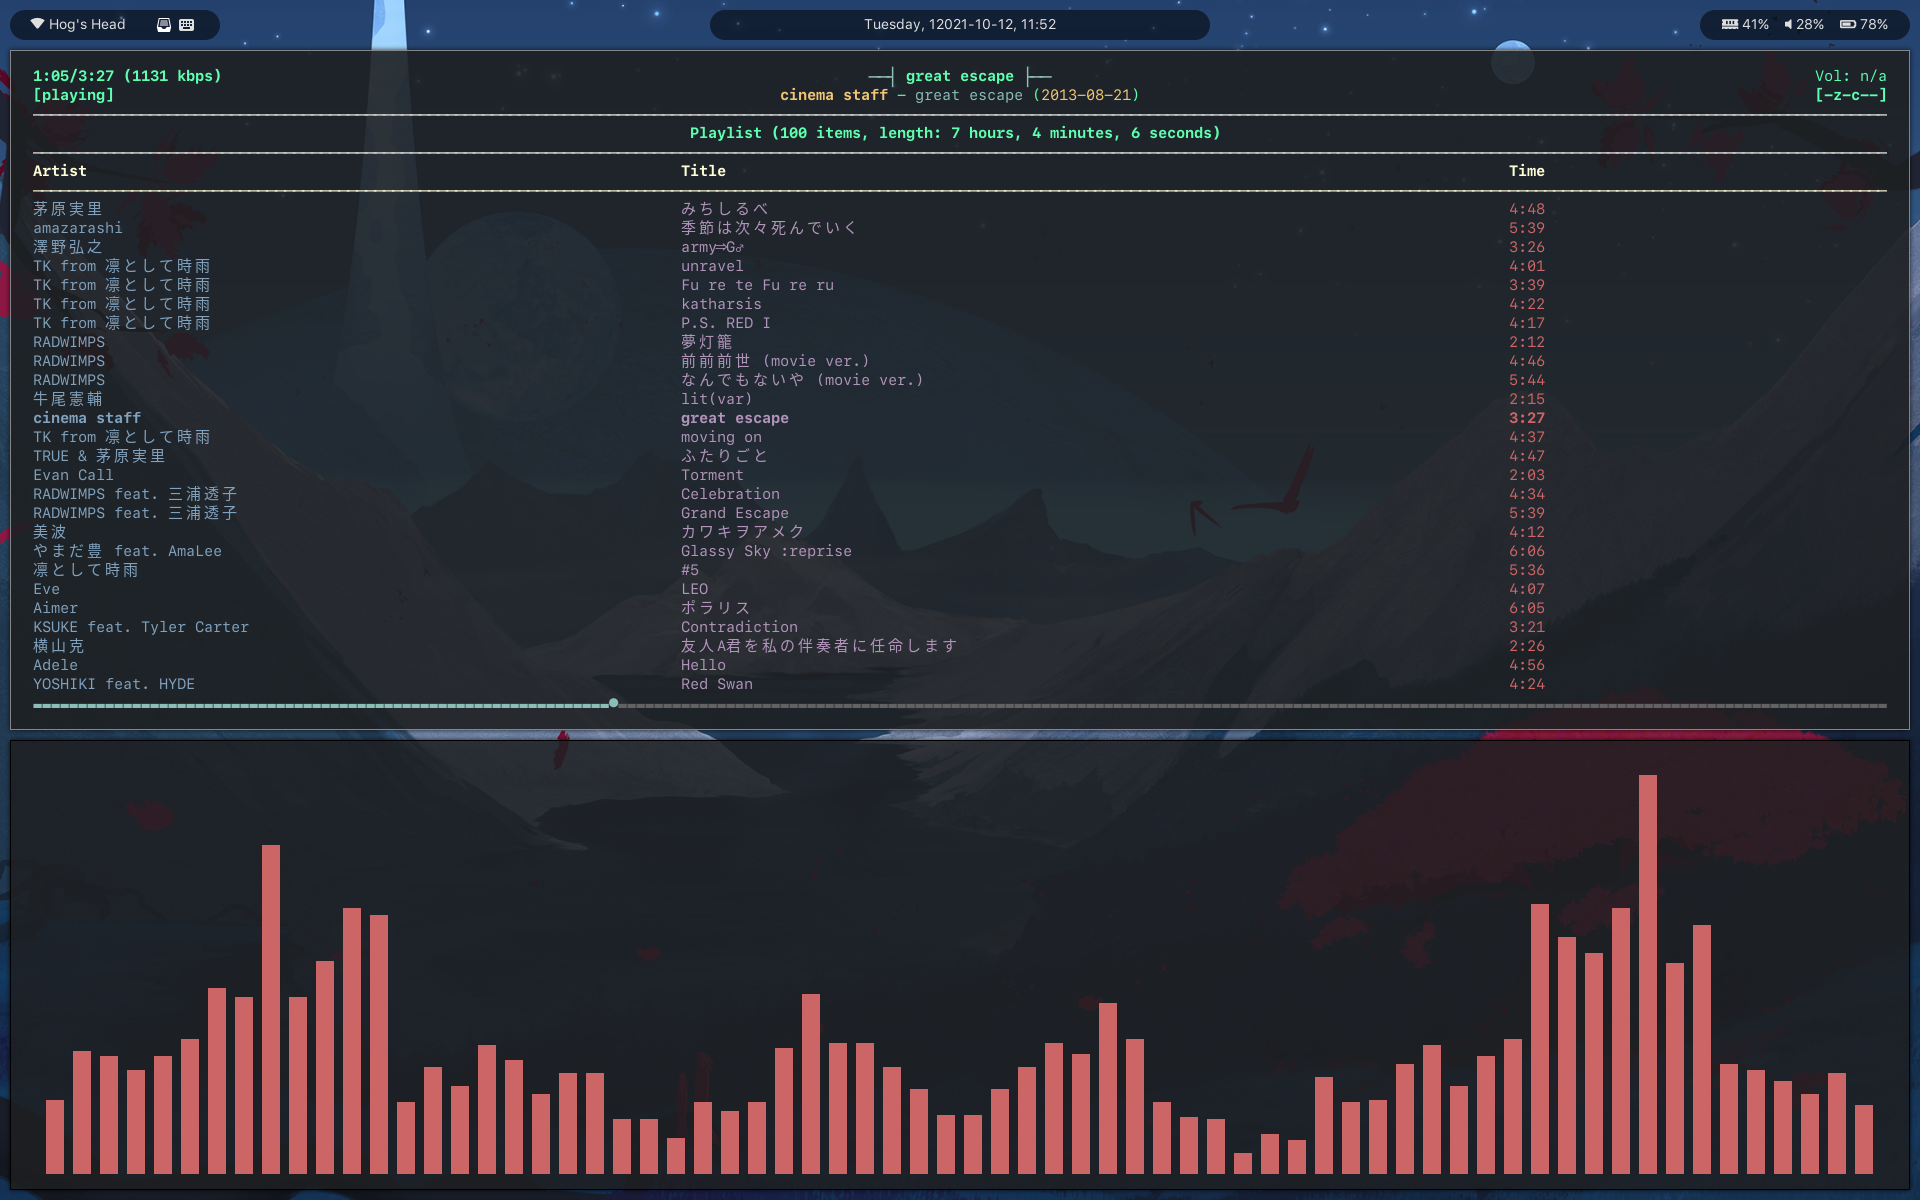 Hog's Head
Tuesday, 12021-10-12, 11:52
41% 28% 78%
1:05/3:27 (1131 kbps) great escape Vol: n/a
[playing] cinema staff — great escape (2013-08-21) [-z-c--]
Playlist (100 items, length: 7 hours, 4 minutes, 6 seconds)
Artist Title Time
茅原実里 みちしるべ 4:48
amazarashi 季節は次々死んでいく 5:39
澤野弘之 army⇒G♂ 3:26
TK from 凛として時雨 unravel 4:01
TK from 凛として時雨 Fu re te Fu re ru 3:39
TK from 凛として時雨 katharsis 4:22
TK from 凛として時雨 P.S. RED I 4:17
RADWIMPS 夢灯籠 2:12
RADWIMPS 前前前世 (movie ver.) 4:46
RADWIMPS なんでもないや (movie ver.) 5:44
牛尾憲輔 lit(var) 2:15
cinema staff great escape 3:27
TK from 凛として時雨 moving on 4:37
TRUE & 茅原実里 ふたりごと 4:47
Evan Call Torment 2:03
RADWIMPS feat. 三浦透子 Celebration 4:34
RADWIMPS feat. 三浦透子 Grand Escape 5:39
美波 カワキヲアメク 4:12
やまだ豊 feat. AmaLee Glassy Sky :reprise 6:06
凛として時雨 #5 5:36
Eve LEO 4:07
Aimer ポラリス 6:05
KSUKE feat. Tyler Carter Contradiction 3:21
横山克 友人A君を私の伴奏者に任命します 2:26
Adele Hello 4:56
YOSHIKI feat. HYDE Red Swan 4:24